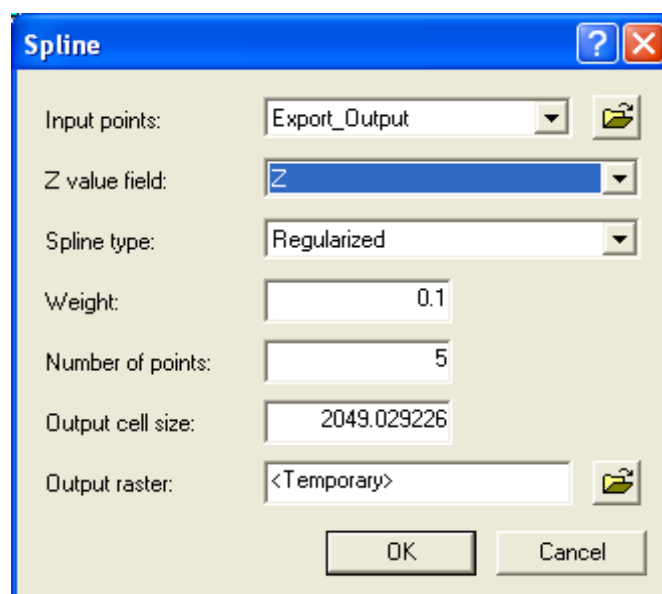 Spline
Input points: Export_Output
Z value field: Z
Spline type: Regularized
Weight: 0.1
Number of points: 5
Output cell size: 2049.029226
Output raster: <Temporary>
OK Cancel